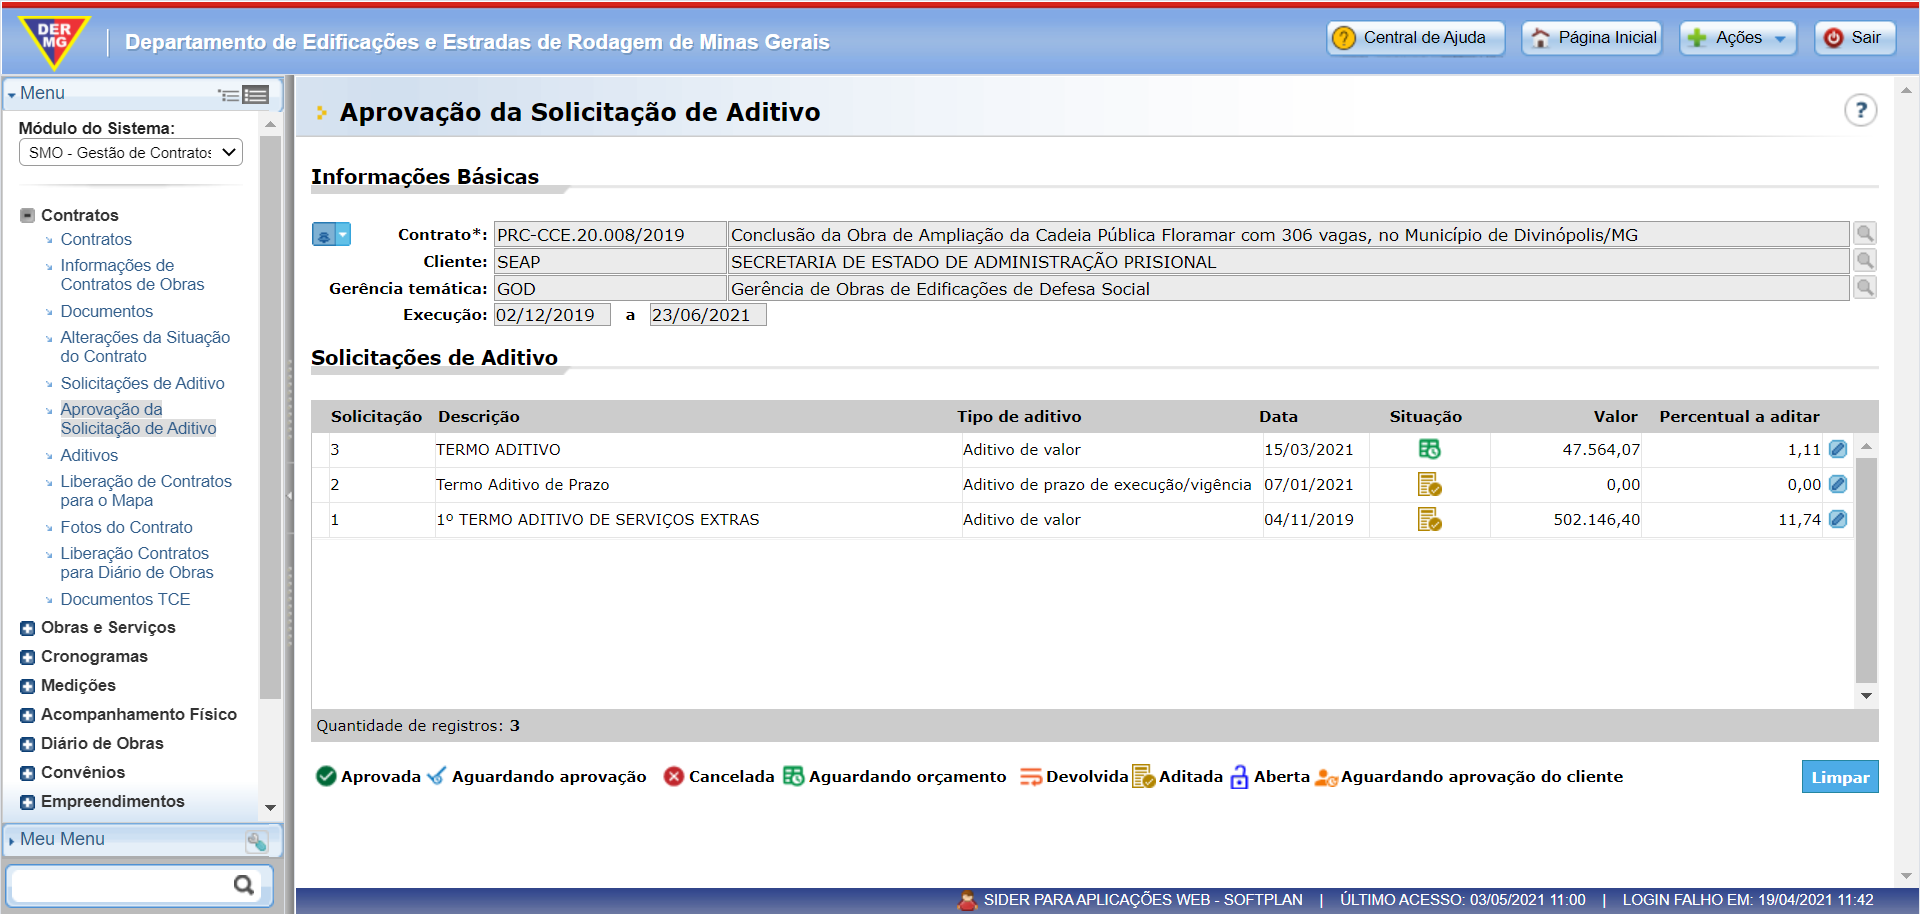 DER
MG
Departamento de Edificações e Estradas de Rodagem de Minas Gerais
Central de Ajuda
Página Inicial
Ações
Sair
Menu
Módulo do Sistema:
SMO - Gestão de Contratos
Contratos
Contratos
Informações de
Contratos de Obras
Documentos
Alterações da Situação
do Contrato
Solicitações de Aditivo
Aprovação da
Solicitação de Aditivo
Aditivos
Liberação de Contratos
para o Mapa
Fotos do Contrato
Liberação Contratos
para Diário de Obras
Documentos TCE
Obras e Serviços
Cronogramas
Medições
Acompanhamento Físico
Diário de Obras
Convênios
Empreendimentos
Meu Menu
Aprovação da Solicitação de Aditivo
?
Informações Básicas
Contrato*: PRC-CCE.20.008/2019 Conclusão da Obra de Ampliação da Cadeia Pública Floramar com 306 vagas, no Município de Divinópolis/MG
Cliente: SEAP SECRETARIA DE ESTADO DE ADMINISTRAÇÃO PRISIONAL
Gerência temática: GOD Gerência de Obras de Edificações de Defesa Social
Execução: 02/12/2019 a 23/06/2021
Solicitações de Aditivo
Solicitação Descrição Tipo de aditivo Data Situação Valor Percentual a aditar
3 TERMO ADITIVO Aditivo de valor 15/03/2021 47.564,07 1,11
2 Termo Aditivo de Prazo Aditivo de prazo de execução/vigência 07/01/2021 0,00 0,00
1 1º TERMO ADITIVO DE SERVIÇOS EXTRAS Aditivo de valor 04/11/2019 502.146,40 11,74
Quantidade de registros: 3
Aprovada Aguardando aprovação Cancelada Aguardando orçamento Devolvida Aditada Aberta Aguardando aprovação do cliente
Limpar
SIDER PARA APLICAÇÕES WEB - SOFTPLAN | ÚLTIMO ACESSO: 03/05/2021 11:00 | LOGIN FALHO EM: 19/04/2021 11:42